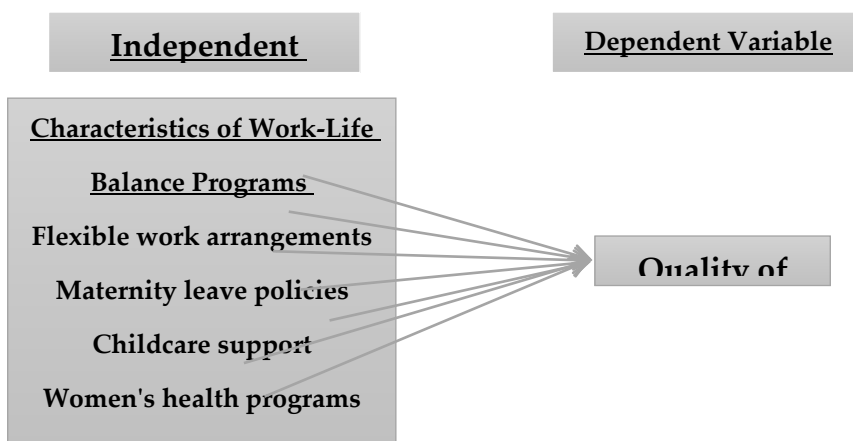 Independent
Dependent Variable
Characteristics of Work-Life
Balance Programs
Flexible work arrangements
Maternity leave policies
Childcare support
Women's health programs
Quality of